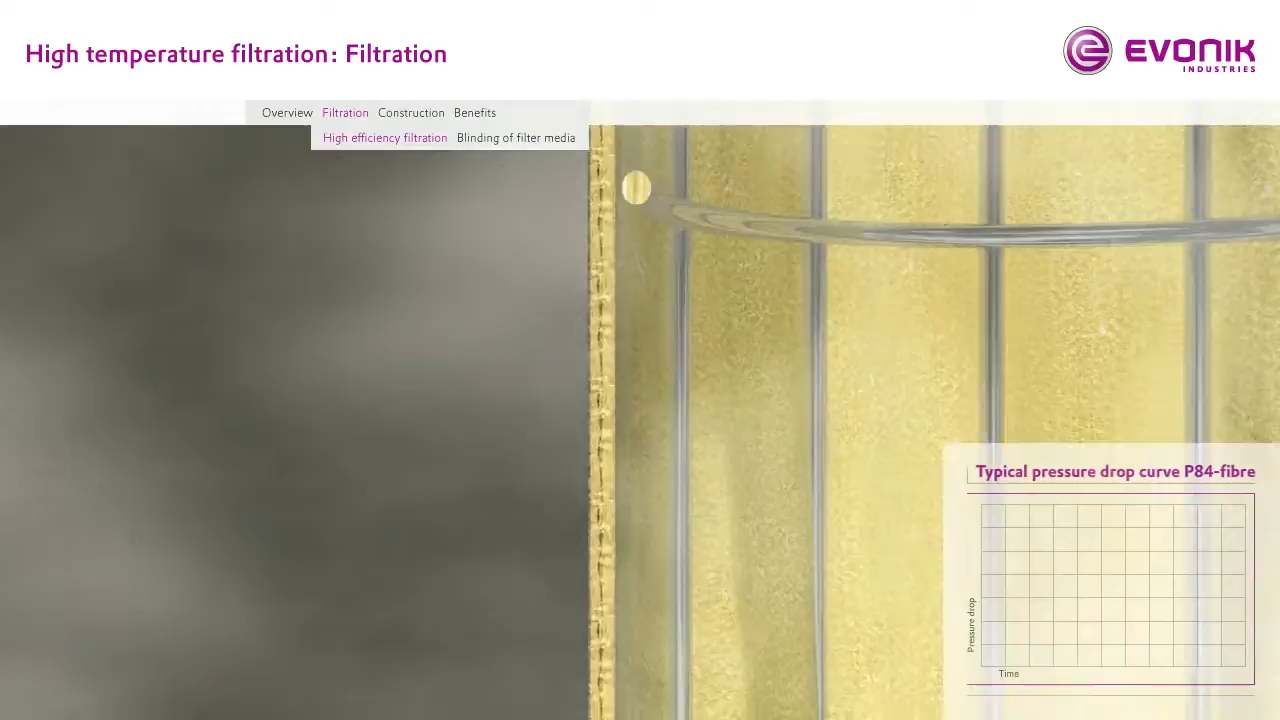 High temperature filtration: Filtration
EVONIK
INDUSTRIES
Overview Filtration Construction Benefits
High efficiency filtration Blinding of filter media
Typical pressure drop curve P84-fibre
Pressure drop
Time